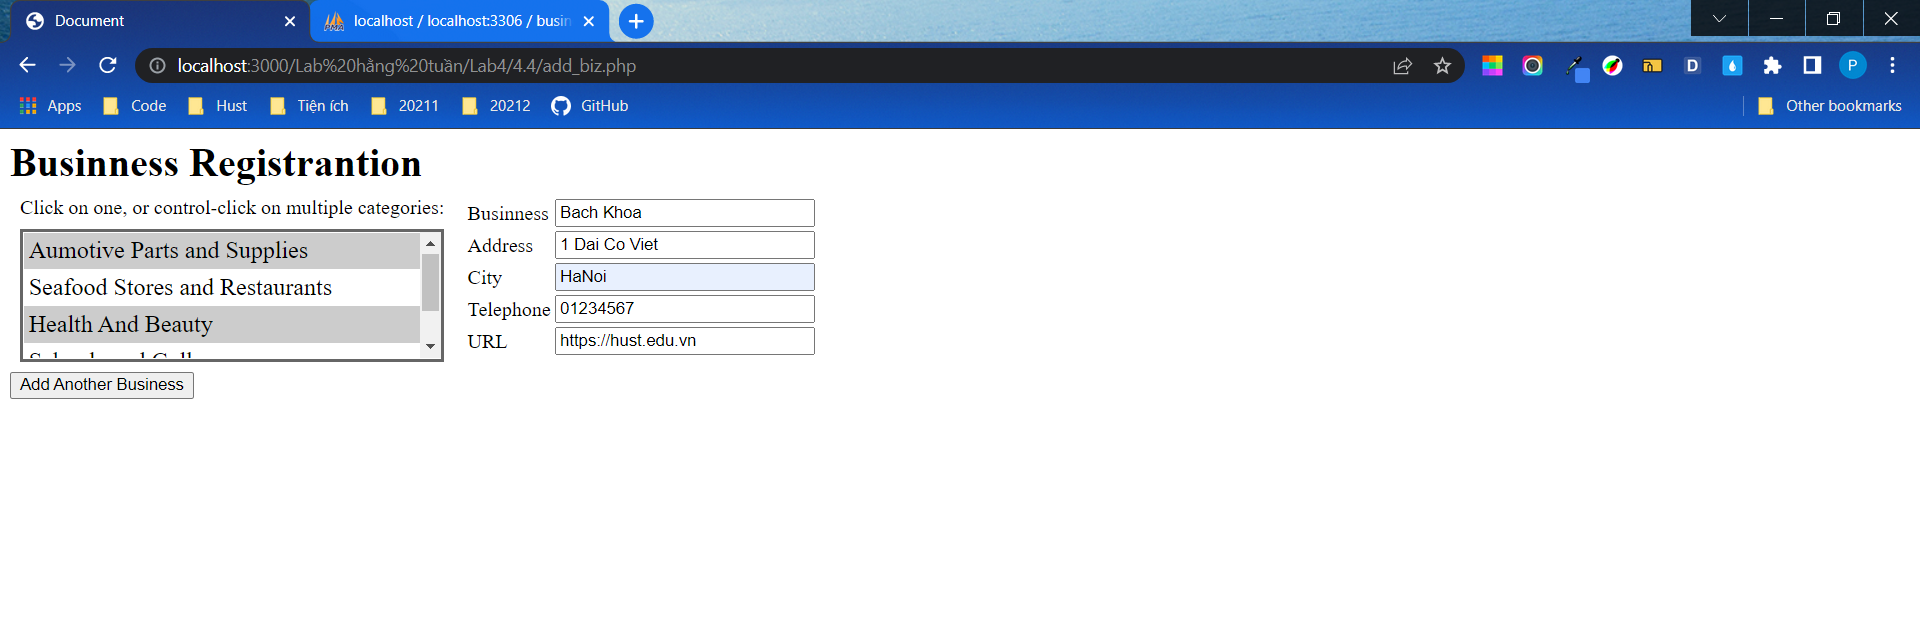 Document
localhost / localhost:3306 / busin
localhost:3000/Lab%20hằng%20tuần/Lab4/4.4/add_biz.php
D
P
Apps
Code
Hust
Tiện ích
20211
20212
GitHub
Other bookmarks
Businness Registrantion
Click on one, or control-click on multiple categories:
Aumotive Parts and Supplies
Seafood Stores and Restaurants
Health And Beauty
Businness Bach Khoa
Address 1 Dai Co Viet
City HaNoi
Telephone 01234567
URL https://hust.edu.vn
Add Another Business